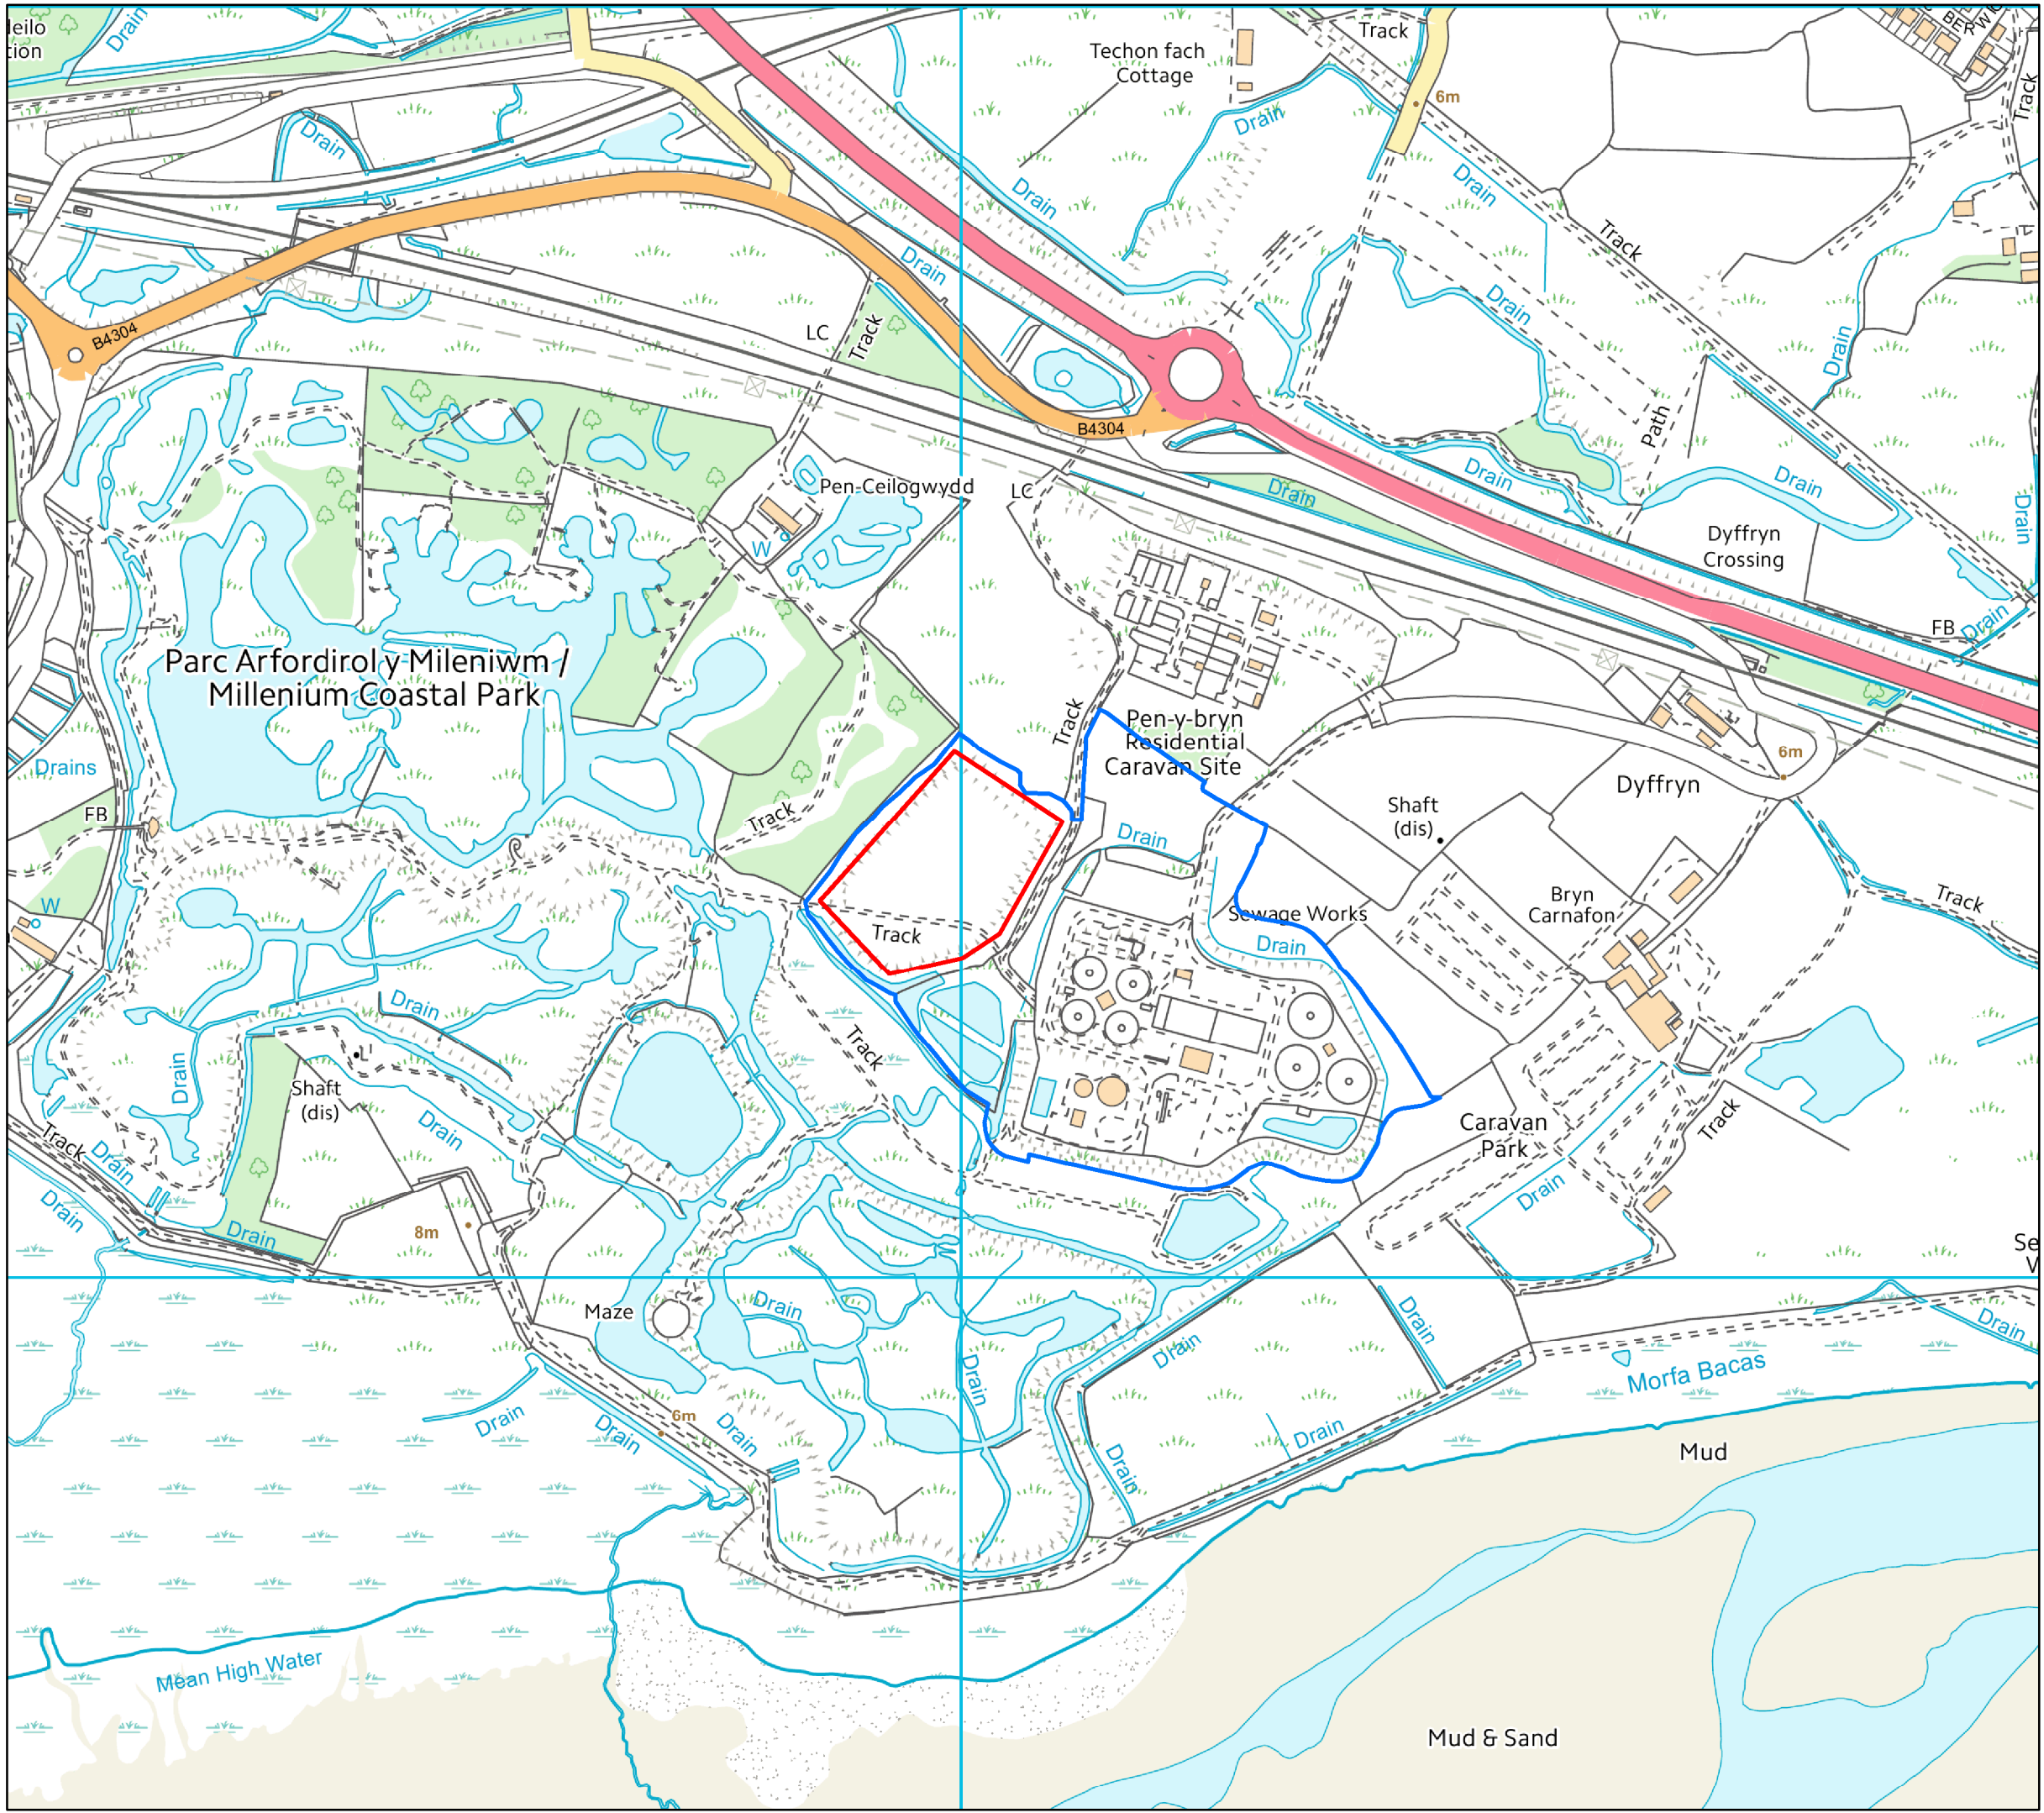 Drain
Track
Techon fach
Cottage
6m
Drain
Drain
Drain
Drain
Track
Track
Drain
Drain
B4304
LC
Track
Drain
B4304
Path
Drain
Drain
Drain
Drain
Pen-Ceilogwydd
LC
W
Dyffryn
Crossing
FB
Drain
Parc Arfordirol y Mileniwm /
Millenium Coastal Park
Track
Pen-y-bryn
Residential
Caravan Site
6m
Drains
Dyffryn
FB
Track
Drain
Shaft
(dis)
W
Track
Sewage Works
Drain
Bryn
Carnafon
Track
Drain
Drain
Track
Shaft
(dis)
Drain
Track
Drain
Drain
Caravan
Park
Track
Drain
Drain
8m
Maze
Drain
Drain
Drain
Drain
Drain
Morfa Bacas
6m
Drain
Drain
Drain
Drain
Drain
Mud
Mean High Water
Mud & Sand